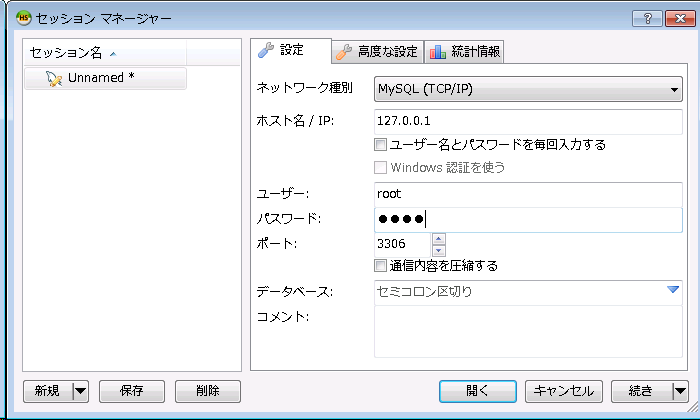 HS セッション マネージャー
セッション名
Unnamed *
設定 高度な設定 統計情報
ネットワーク種別 MySQL (TCP/IP)
ホスト名 / IP: 127.0.0.1
ユーザー名とパスワードを毎回入力する
Windows 認証を使う
ユーザー: root
パスワード: ●●●●
ポート: 3306
通信内容を圧縮する
データベース: セミコロン区切り
コメント:
新規 保存 削除 開く キャンセル 続き